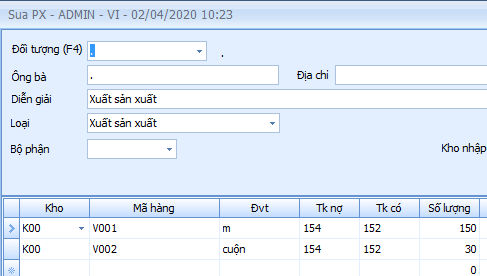 Sua PX - ADMIN - VI - 02/04/2020 10:23
Đối tượng (F4) . .
Ông bà . Địa chỉ
Diễn giải Xuất sản xuất
Loại Xuất sản xuất
Bộ phận Kho nhập
Kho Mã hàng Đvt Tk nợ Tk có Số lượng
K00 V001 m 154 152 150
K00 V002 cuộn 154 152 30
0